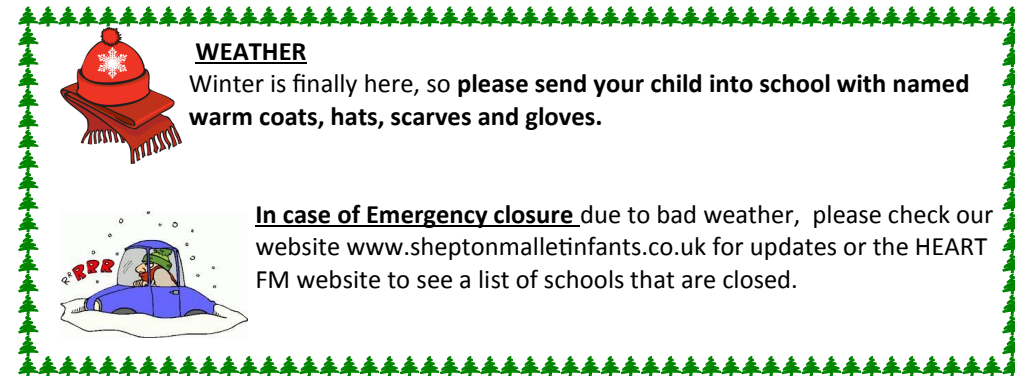 WEATHER
Winter is finally here, so please send your child into school with named
warm coats, hats, scarves and gloves.
In case of Emergency closure due to bad weather,  please check our
website www.sheptonmalletinfants.co.uk for updates or the HEART
FM website to see a list of schools that are closed.
RRRRR